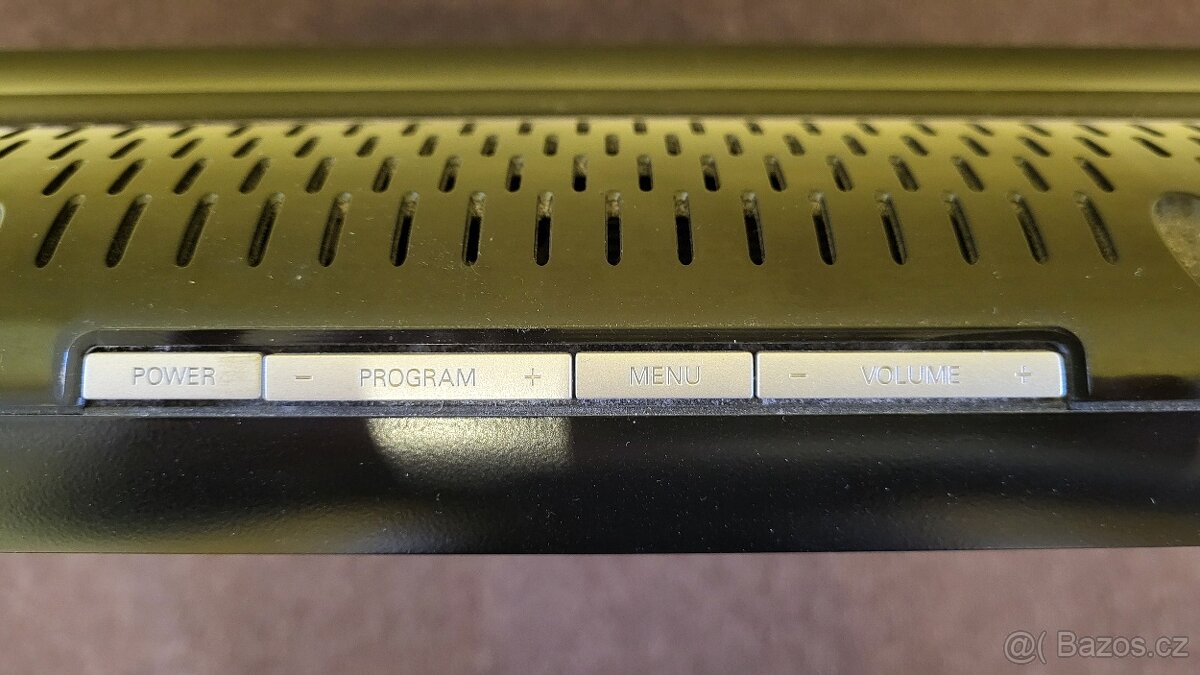 POWER - PROGRAM + MENU - VOLUME +
@( Bazos.cz